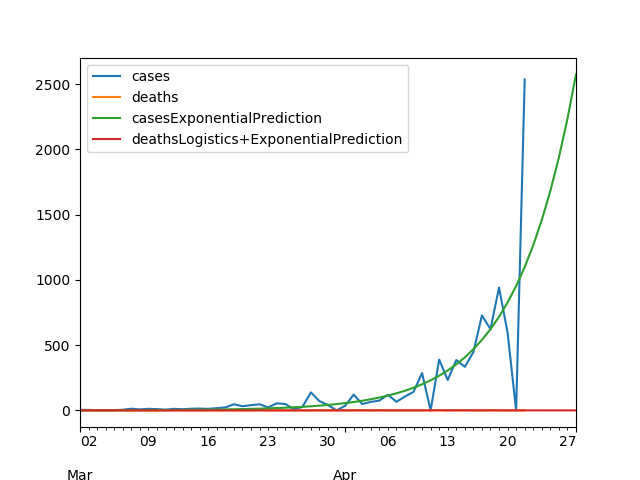 cases
deaths
casesExponentialPrediction
deathsLogistics+ExponentialPrediction
2500
2000
1500
1000
500
0
02 09 16 23 30 06 13 20 27
Mar Apr